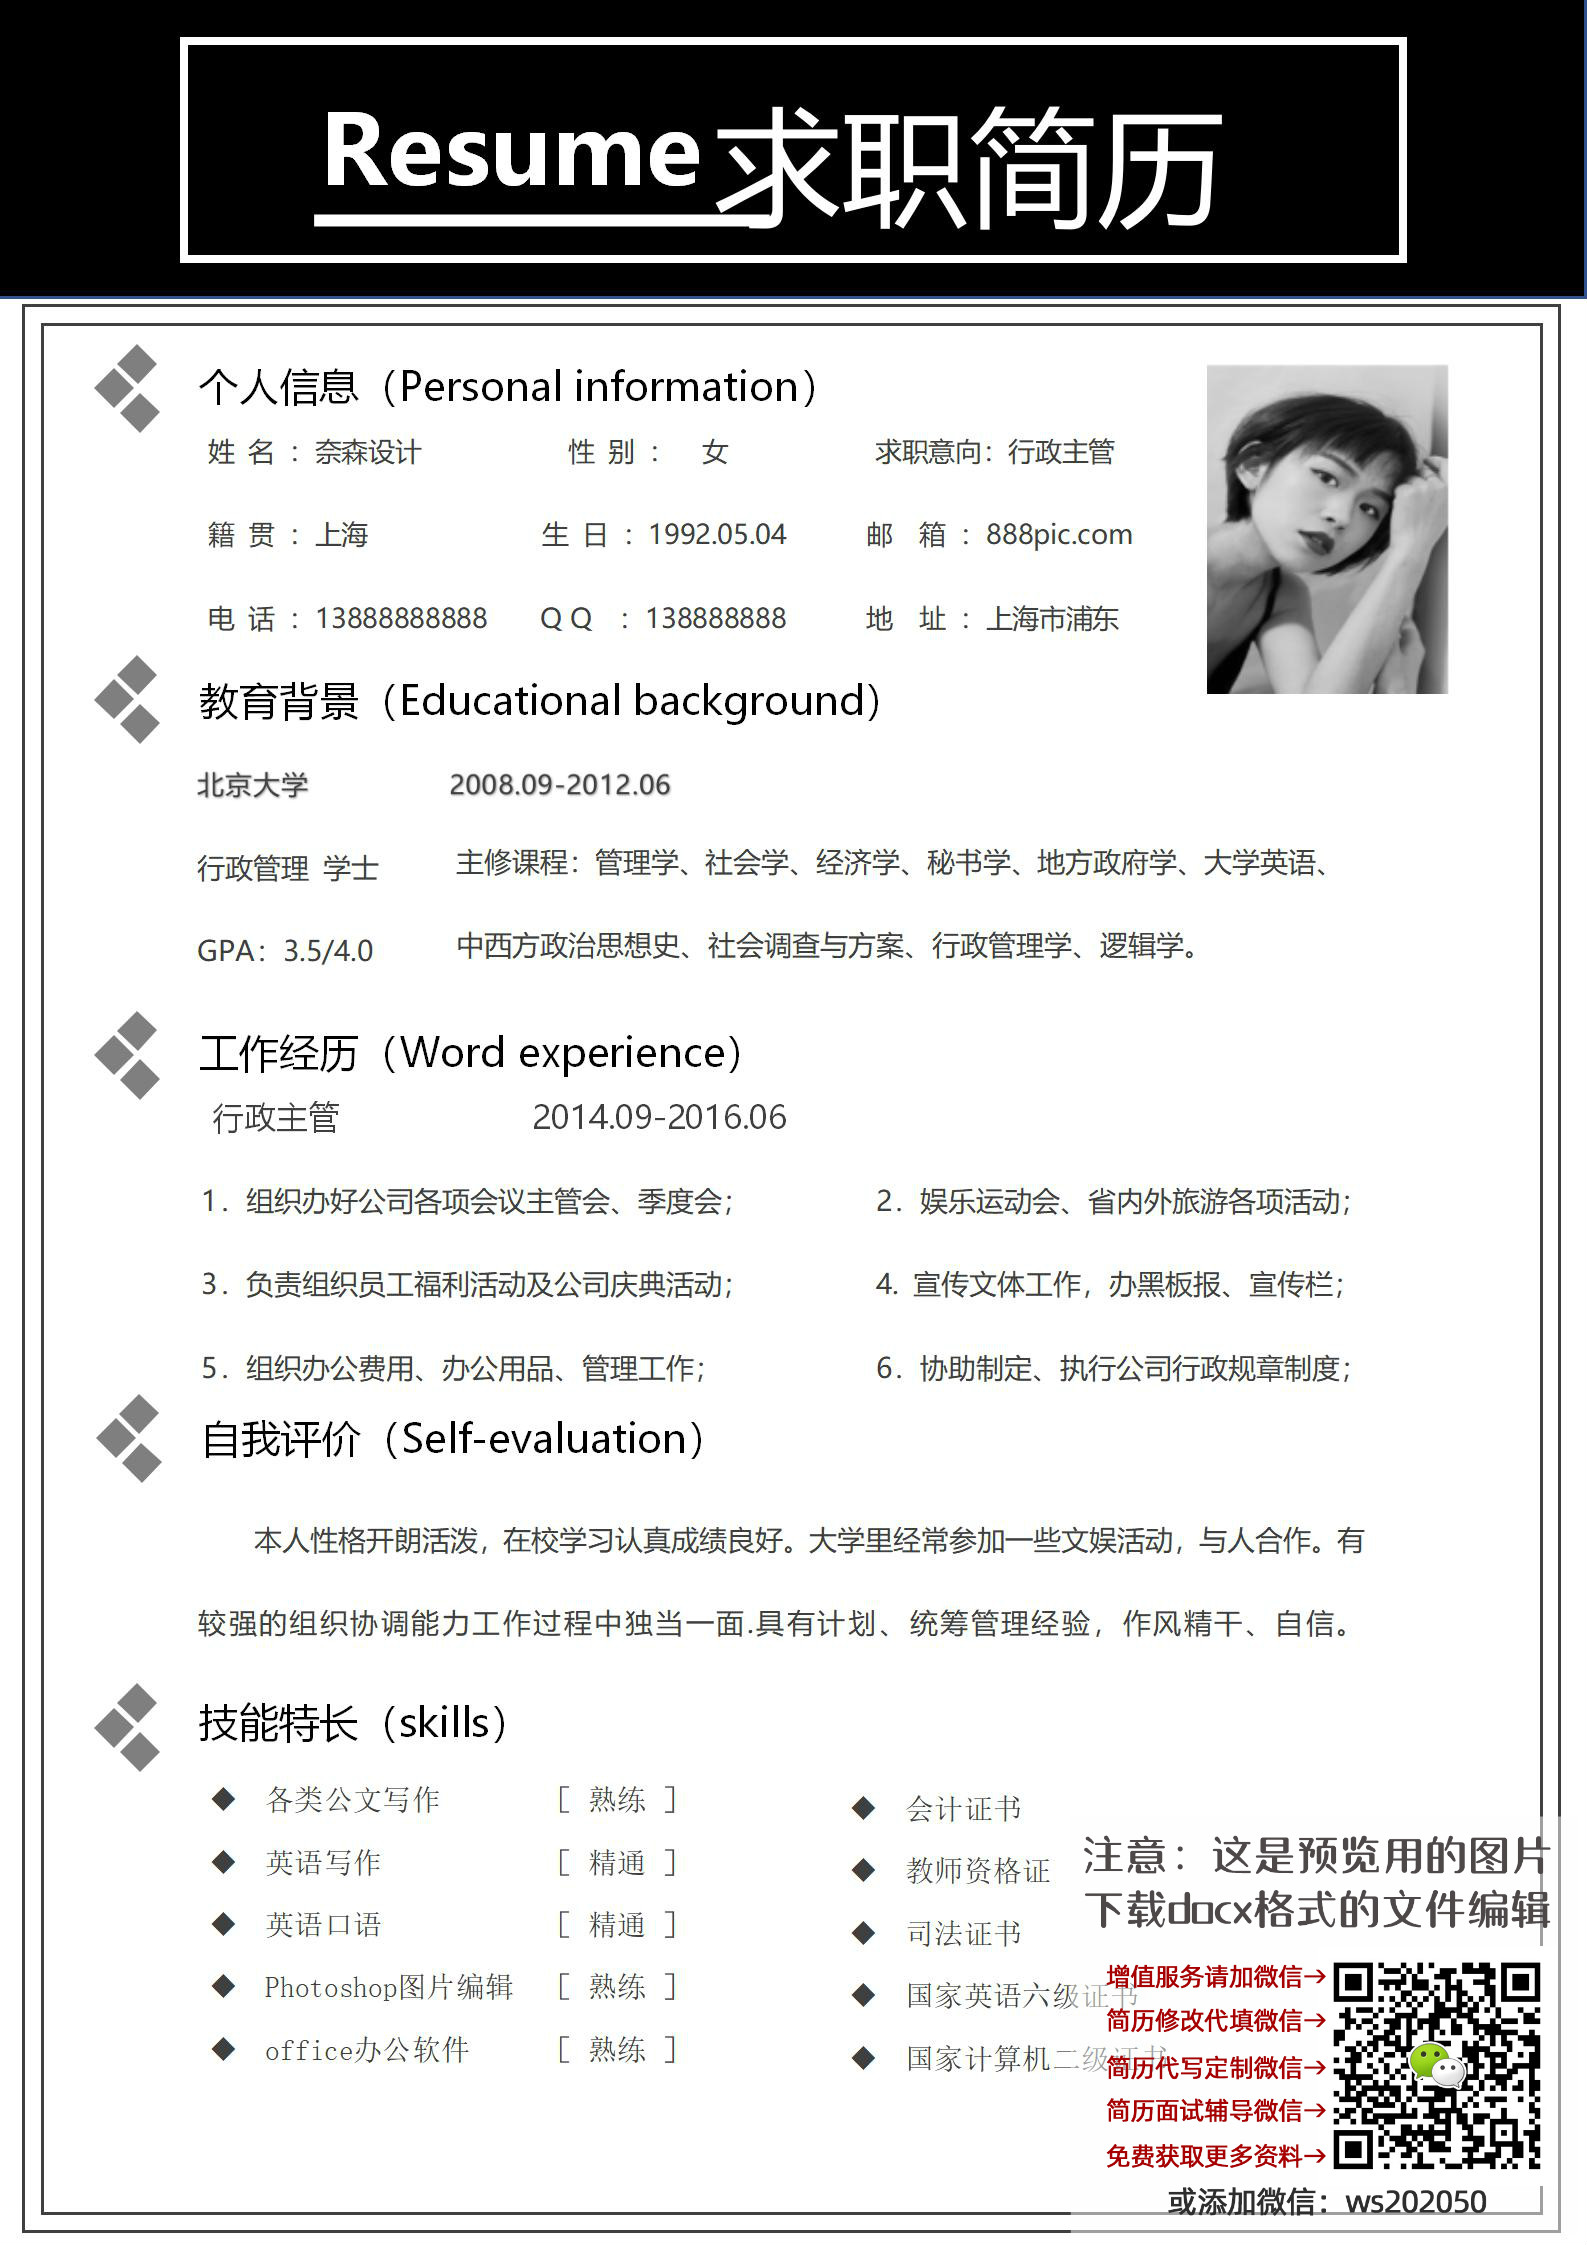 Resume求职简历
个人信息（Personal information）
姓 名 ：奈森设计 性 别 ： 女 求职意向：行政主管
籍 贯 ：上海 生 日 ：1992.05.04 邮 箱 ：888pic.com
电 话 ：13888888888 Q Q ：138888888 地 址 ：上海市浦东
教育背景（Educational background）
北京大学 2008.09-2012.06
行政管理 学士 主修课程：管理学、社会学、经济学、秘书学、地方政府学、大学英语、
GPA：3.5/4.0 中西方政治思想史、社会调查与方案、行政管理学、逻辑学。
工作经历（Word experience）
行政主管 2014.09-2016.06
1．组织办好公司各项会议主管会、季度会； 2．娱乐运动会、省内外旅游各项活动；
3．负责组织员工福利活动及公司庆典活动； 4. 宣传文体工作，办黑板报、宣传栏；
5．组织办公费用、办公用品、管理工作； 6．协助制定、执行公司行政规章制度；
自我评价（Self-evaluation）
本人性格开朗活泼，在校学习认真成绩良好。大学里经常参加一些文娱活动，与人合作。有
较强的组织协调能力工作过程中独当一面.具有计划、统筹管理经验，作风精干、自信。
技能特长（skills）
◆ 各类公文写作 [ 熟练 ]
◆ 英语写作 [ 精通 ]
◆ 英语口语 [ 精通 ]
◆ Photoshop图片编辑 [ 熟练 ]
◆ office办公软件 [ 熟练 ]
◆ 会计证书
◆ 教师资格证
◆ 司法证书
◆ 国家英语六级证书
◆ 国家计算机二级证书
注意：这是预览用的图片
下载docx格式的文件编辑
增值服务请加微信→
简历修改代填微信→
简历代写定制微信→
简历面试辅导微信→
免费获取更多资料→
或添加微信：ws202050